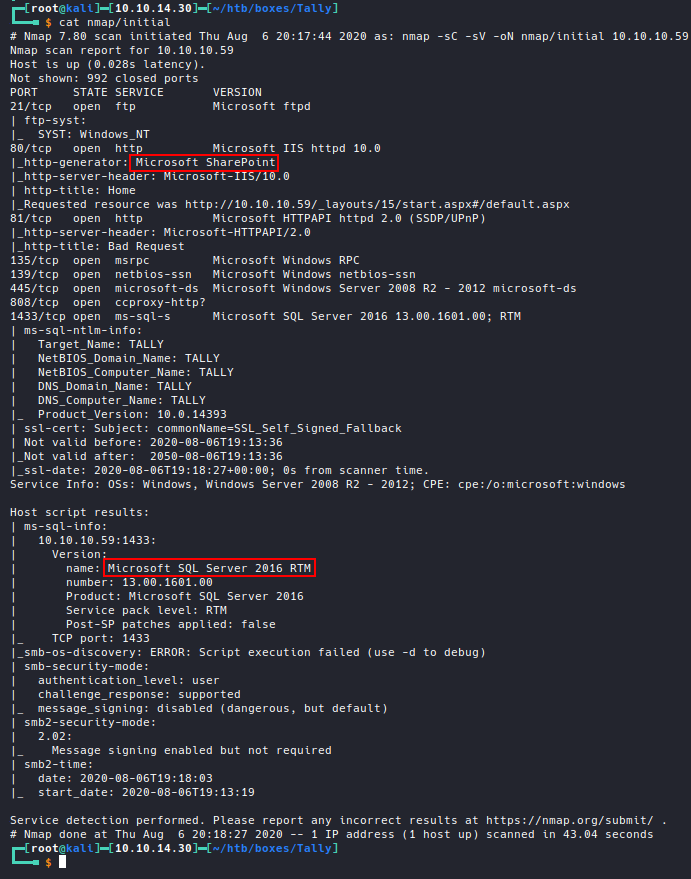 ┌─[root@kali]─[10.10.14.30]─[~/htb/boxes/Tally]
└──╼ $ cat nmap/initial
# Nmap 7.80 scan initiated Thu Aug  6 20:17:44 2020 as: nmap -sC -sV -oN nmap/initial 10.10.10.59
Nmap scan report for 10.10.10.59
Host is up (0.028s latency).
Not shown: 992 closed ports
PORT     STATE SERVICE       VERSION
21/tcp   open  ftp           Microsoft ftpd
| ftp-syst:
|_  SYST: Windows_NT
80/tcp   open  http          Microsoft IIS httpd 10.0
|_http-generator: Microsoft SharePoint
|_http-server-header: Microsoft-IIS/10.0
| http-title: Home
|_Requested resource was http://10.10.10.59/_layouts/15/start.aspx#/default.aspx
81/tcp   open  http          Microsoft HTTPAPI httpd 2.0 (SSDP/UPnP)
|_http-server-header: Microsoft-HTTPAPI/2.0
|_http-title: Bad Request
135/tcp  open  msrpc         Microsoft Windows RPC
139/tcp  open  netbios-ssn   Microsoft Windows netbios-ssn
445/tcp  open  microsoft-ds  Microsoft Windows Server 2008 R2 - 2012 microsoft-ds
808/tcp  open  ccproxy-http?
1433/tcp open  ms-sql-s      Microsoft SQL Server 2016 13.00.1601.00; RTM
| ms-sql-ntlm-info:
|   Target_Name: TALLY
|   NetBIOS_Domain_Name: TALLY
|   NetBIOS_Computer_Name: TALLY
|   DNS_Domain_Name: TALLY
|   DNS_Computer_Name: TALLY
|_  Product_Version: 10.0.14393
| ssl-cert: Subject: commonName=SSL_Self_Signed_Fallback
| Not valid before: 2020-08-06T19:13:36
|_Not valid after:  2050-08-06T19:13:36
|_ssl-date: 2020-08-06T19:18:27+00:00; 0s from scanner time.
Service Info: OSs: Windows, Windows Server 2008 R2 - 2012; CPE: cpe:/o:microsoft:windows

Host script results:
| ms-sql-info:
|   10.10.10.59:1433:
|     Version:
|       name: Microsoft SQL Server 2016 RTM
|       number: 13.00.1601.00
|       Product: Microsoft SQL Server 2016
|       Service pack level: RTM
|       Post-SP patches applied: false
|_    TCP port: 1433
|_smb-os-discovery: ERROR: Script execution failed (use -d to debug)
| smb-security-mode:
|   authentication_level: user
|   challenge_response: supported
|_  message_signing: disabled (dangerous, but default)
| smb2-security-mode:
|   2.02:
|_    Message signing enabled but not required
| smb2-time:
|   date: 2020-08-06T19:18:03
|_  start_date: 2020-08-06T19:13:19

Service detection performed. Please report any incorrect results at https://nmap.org/submit/ .
# Nmap done at Thu Aug  6 20:18:27 2020 -- 1 IP address (1 host up) scanned in 43.04 seconds
┌─[root@kali]─[10.10.14.30]─[~/htb/boxes/Tally]
└──╼ $